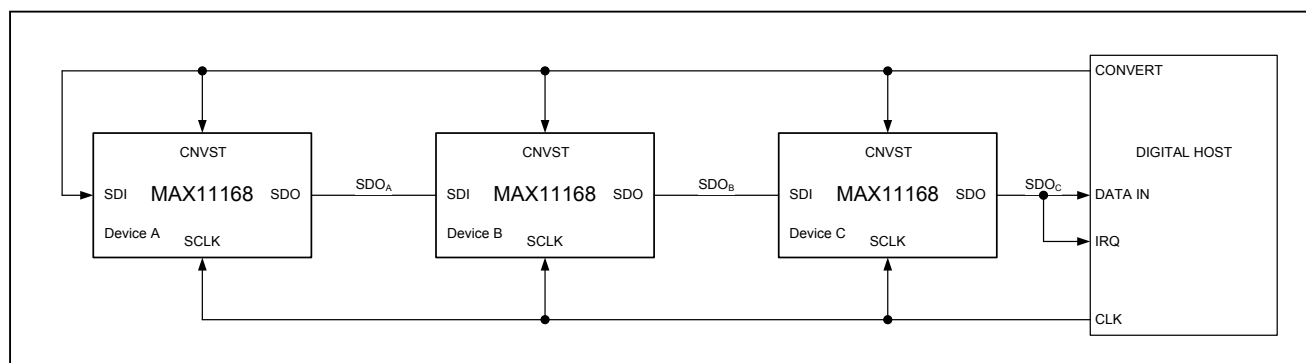 CONVERT
CNVST
CNVST
CNVST
DIGITAL HOST
SDI MAX11168 SDO
SDOA
SDI MAX11168 SDO
SDOB
SDI MAX11168 SDO
SDOC
DATA IN
Device A
SCLK
Device B
SCLK
Device C
SCLK
IRQ
CLK